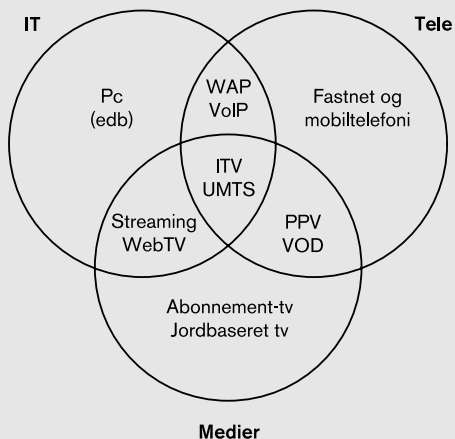 IT
Tele
Pc
(edb)
WAP
VoIP
Fastnet og
mobiltelefoni
ITV
UMTS
Streaming
WebTV
PPV
VOD
Abonnement-tv
Jordbaseret tv
Medier